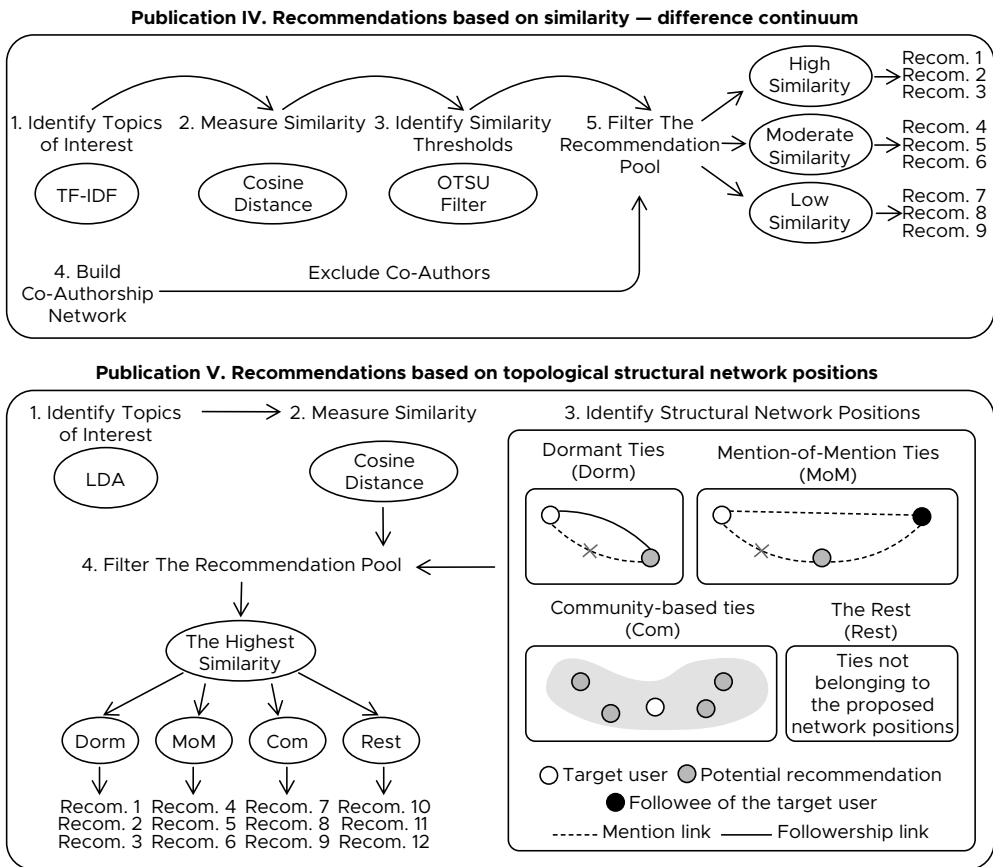 Publication IV. Recommendations based on similarity — difference continuum
1. Identify Topics
of Interest
TF-IDF
2. Measure Similarity
Cosine
Distance
3. Identify Similarity
Thresholds
OTSU
Filter
4. Build
Co-Authorship
Network
Exclude Co-Authors
5. Filter The
Recommendation
Pool
High
Similarity
Recom. 1
Recom. 2
Recom. 3
Moderate
Similarity
Recom. 4
Recom. 5
Recom. 6
Low
Similarity
Recom. 7
Recom. 8
Recom. 9
Publication V. Recommendations based on topological structural network positions
1. Identify Topics
of Interest
LDA
2. Measure Similarity
Cosine
Distance
3. Identify Structural Network Positions
Dormant Ties
(Dorm)
Mention-of-Mention Ties
(MoM)
Community-based ties
(Com)
The Rest
(Rest)
Ties not
belonging to
the proposed
network positions
Target user
Potential recommendation
Followee of the target user
Mention link
Followership link
4. Filter The Recommendation Pool
The Highest
Similarity
Dorm
MoM
Com
Rest
Recom. 1
Recom. 2
Recom. 3
Recom. 4
Recom. 5
Recom. 6
Recom. 7
Recom. 8
Recom. 9
Recom. 10
Recom. 11
Recom. 12